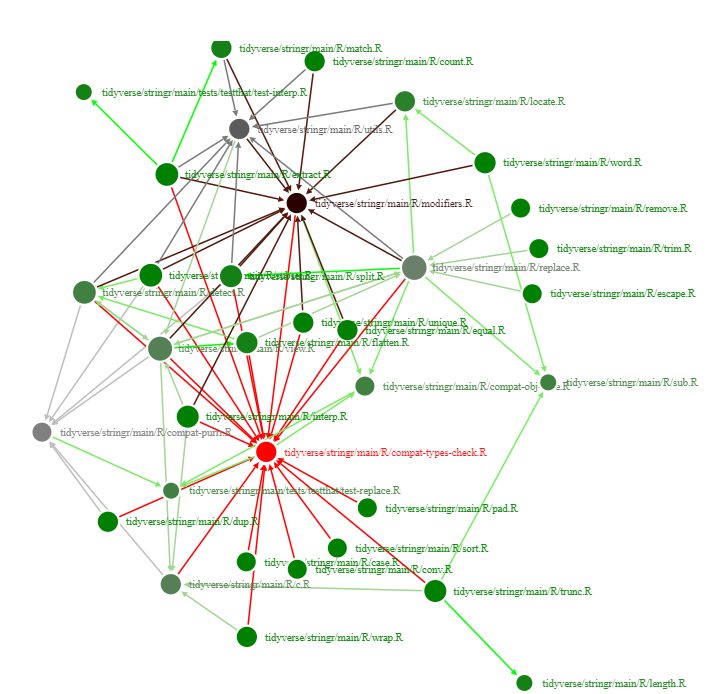 tidyverse/stringr/main/R/match.R
tidyverse/stringr/main/R/count.R
tidyverse/stringr/main/tests/testthat/test-interp.R
tidyverse/stringr/main/R/locate.R
tidyverse/stringr/main/R/utils.R
tidyverse/stringr/main/R/word.R
tidyverse/stringr/main/R/extract.R
tidyverse/stringr/main/R/modifiers.R
tidyverse/stringr/main/R/remove.R
tidyverse/stringr/main/R/trim.R
tidyverse/stringr/main/R/replace.R
tidyverse/stringr/main/R/split.R
tidyverse/stringr/main/R/detect.R
tidyverse/stringr/main/R/escape.R
tidyverse/stringr/main/R/unique.R
tidyverse/stringr/main/R/equal.R
tidyverse/stringr/main/R/flatten.R
tidyverse/stringr/main/R/view.R
tidyverse/stringr/main/R/compat-obj
tidyverse/stringr/main/R/sub.R
tidyverse/stringr/main/R/interp.R
tidyverse/stringr/main/R/compat-purrr.R
tidyverse/stringr/main/R/compat-types-check.R
tidyverse/stringr/main/tests/testthat/test-replace.R
tidyverse/stringr/main/R/pad.R
tidyverse/stringr/main/R/dup.R
tidyverse/stringr/main/R/sort.R
tidyverse/stringr/main/R/case.R
tidyverse/stringr/main/R/conv.R
tidyverse/stringr/main/R/c.R
tidyverse/stringr/main/R/trunc.R
tidyverse/stringr/main/R/wrap.R
tidyverse/stringr/main/R/length.R